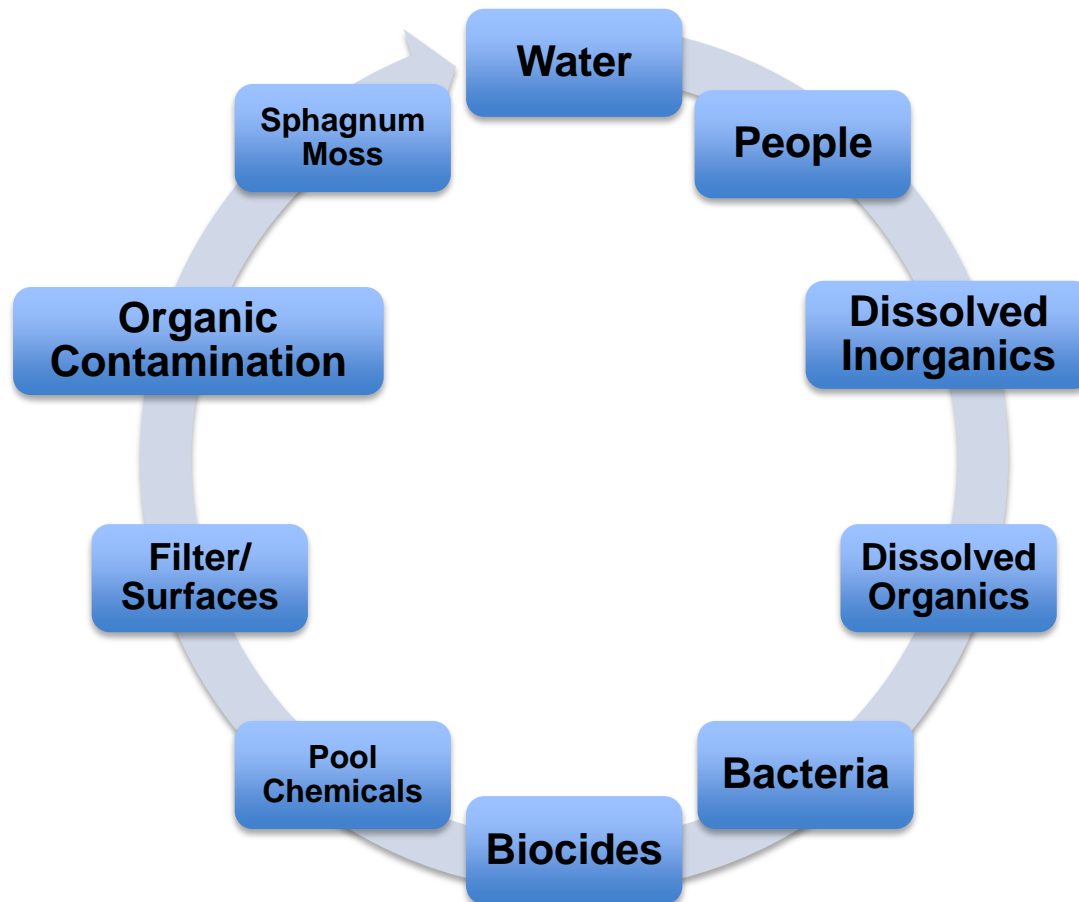 Water
People
Dissolved
Inorganics
Dissolved
Organics
Bacteria
Biocides
Pool
Chemicals
Filter/
Surfaces
Organic
Contamination
Sphagnum
Moss